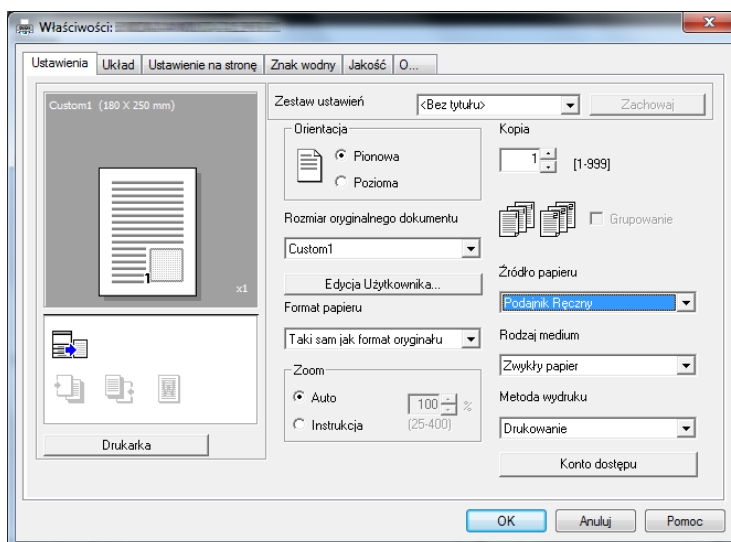 Właściwości:
Ustawienia Układ Ustawienie na stronę Znak wodny Jakość O...
Custom1 (180 X 250 mm)
1
x1
Drukarka
Zestaw ustawień <Bez tytułu> Zachowaj
Orientacja
Pionowa
Pozioma
Rozmiar oryginalnego dokumentu
Custom1
Edycja Użytkownika...
Format papieru
Taki sam jak format oryginału
Zoom
Auto
Instrukcja
100 %
(25-400)
Kopia
1 [1-999]
Grupowanie
Źródło papieru
Podajnik Ręczny
Rodzaj medium
Zwykły papier
Metoda wydruku
Drukowanie
Konto dostępu
OK Anuluj Pomoc